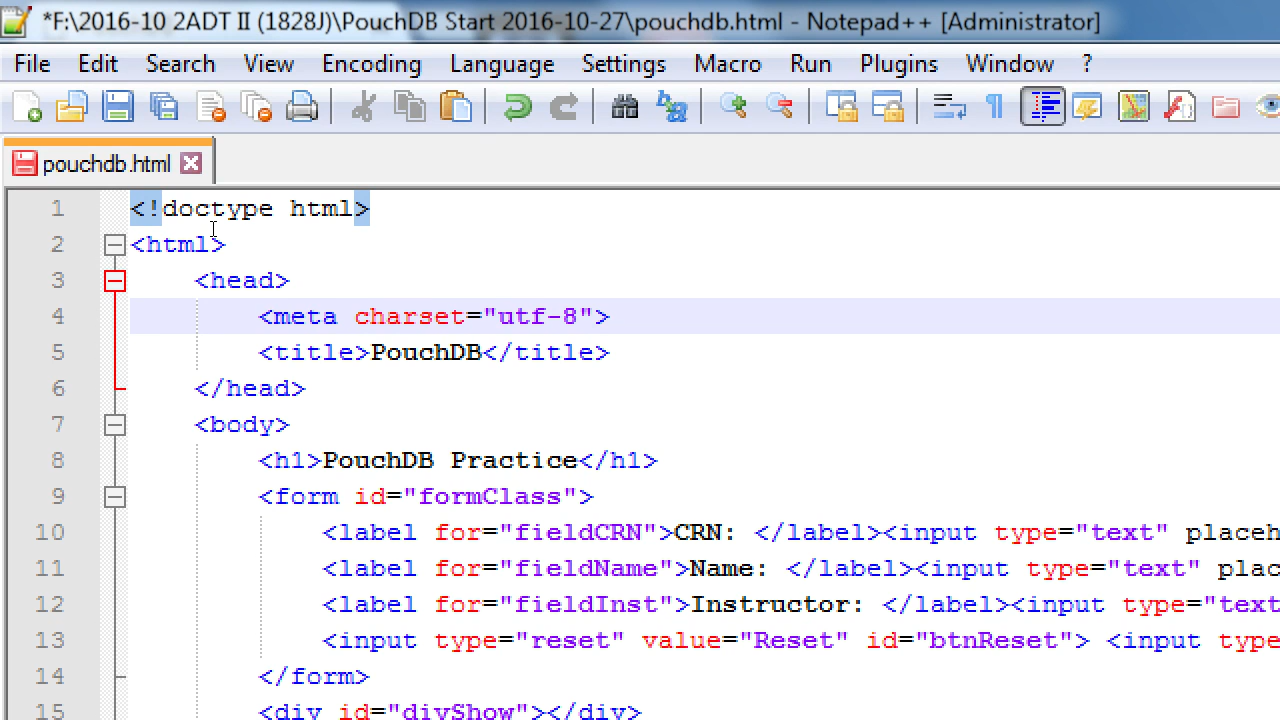 *F:\2016-10 2ADT II (1828J)\PouchDB Start 2016-10-27\pouchdb.html - Notepad++ [Administrator]
File Edit Search View Encoding Language Settings Macro Run Plugins Window ?
pouchdb.html
1 <!doctype html>
2 <html>
3 <head>
4 <meta charset="utf-8">
5 <title>PouchDB</title>
6 </head>
7 <body>
8 <h1>PouchDB Practice</h1>
9 <form id="formClass">
10 <label for="fieldCRN">CRN: </label><input type="text" placeh
11 <label for="fieldName">Name: </label><input type="text" plac
12 <label for="fieldInst">Instructor: </label><input type="text
13 <input type="reset" value="Reset" id="btnReset"> <input type
14 </form>
15 <div id="divShow"></div>